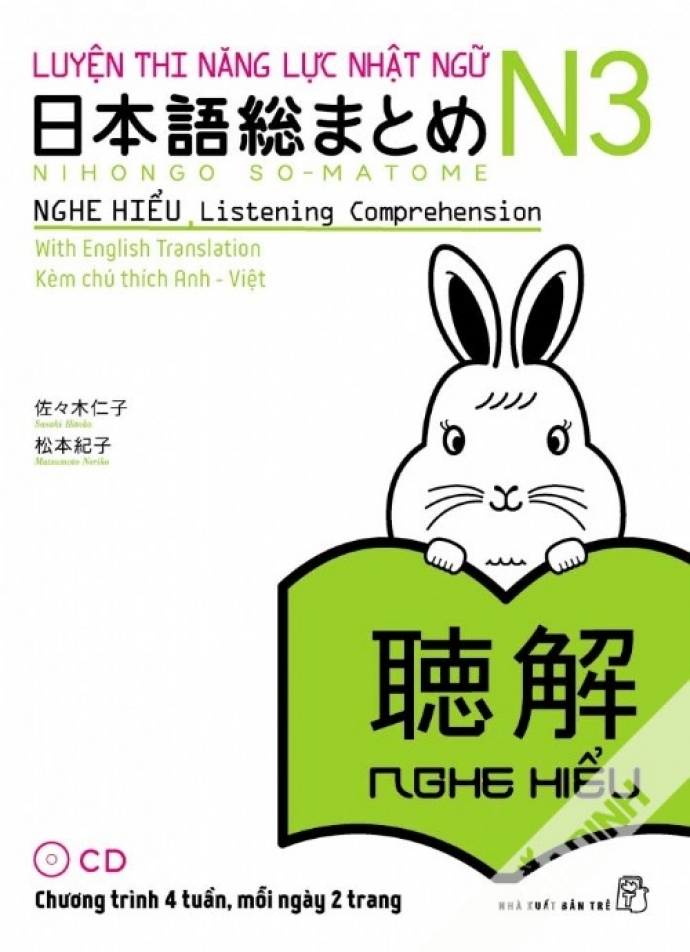 LUYỆN THI NĂNG LỰC NHẬT NGỮ
日本語総まとめ N3
NIHONGO SO-MATOME
NGHE HIỂU, Listening Comprehension
With English Translation
Kèm chú thích Anh - Việt
佐々木仁子
Sasaki Hitoko
松本紀子
Matsumoto Noriko
聴解
NGHE HIỂU
CD
Chương trình 4 tuần, mỗi ngày 2 trang
NHÀ XUẤT BẢN TRẺ